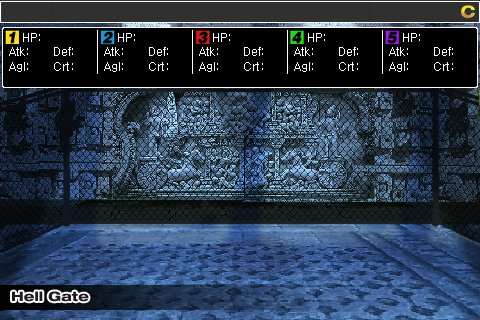 C
1 HP: 2 HP: 3 HP: 4 HP: 5 HP:
Atk: Def: Atk: Def: Atk: Def: Atk: Def: Atk: Def:
Agl: Crt: Agl: Crt: Agl: Crt: Agl: Crt: Agl: Crt:
Hell Gate